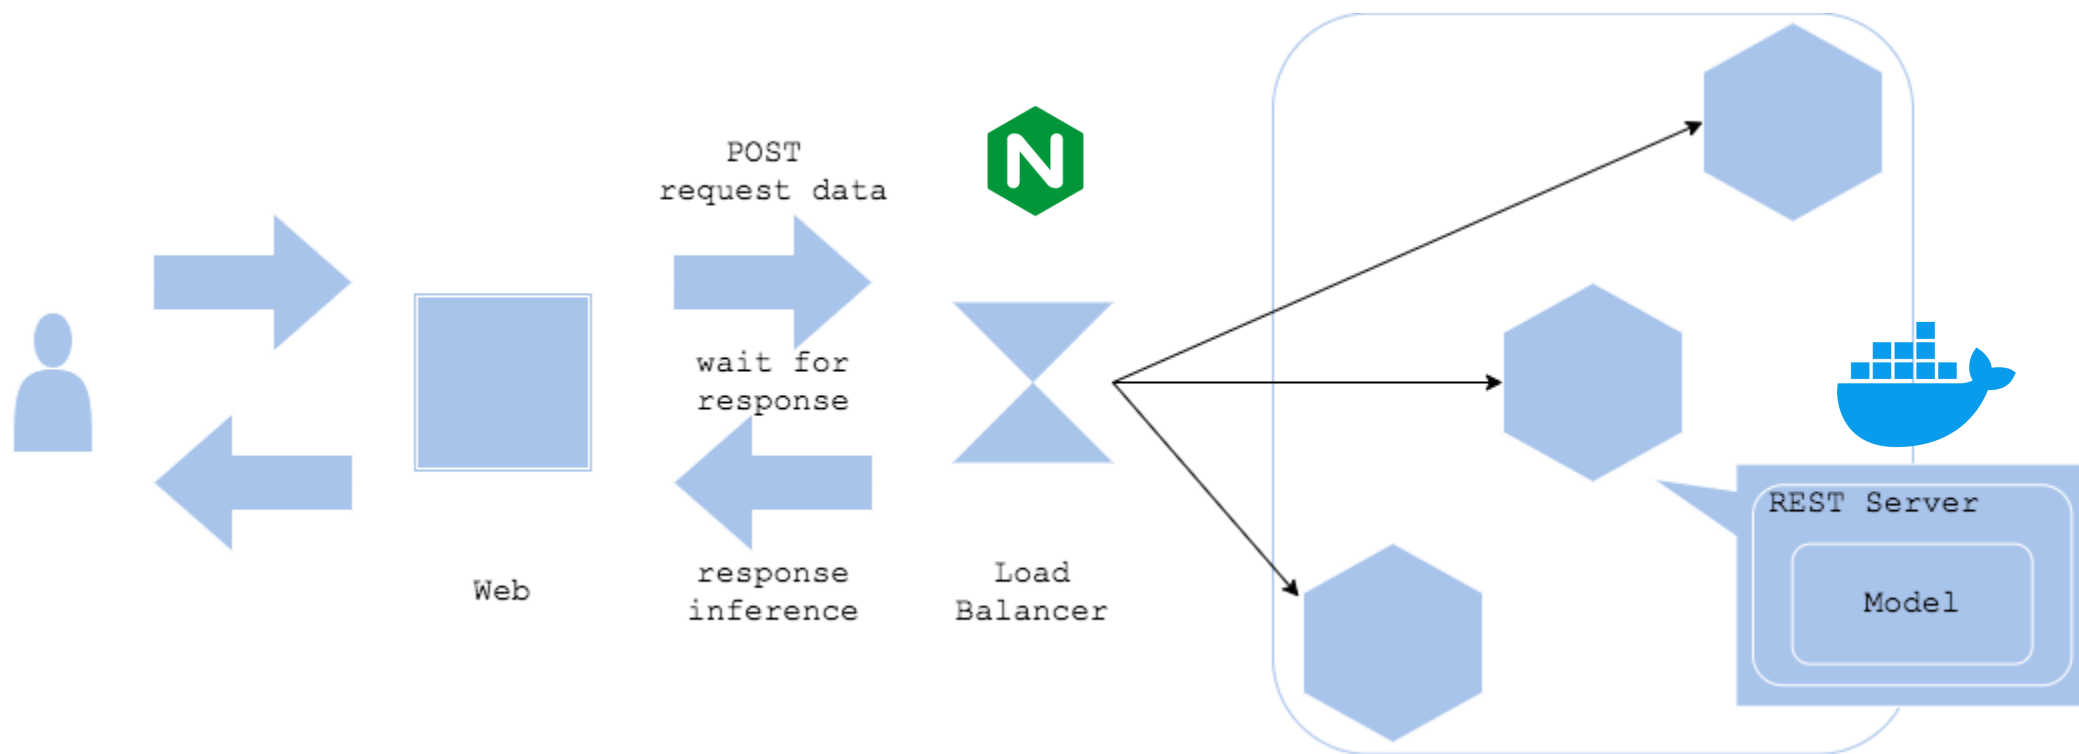 POST
request data
wait for
response
response
inference
Web
Load
Balancer
N
REST Server
Model